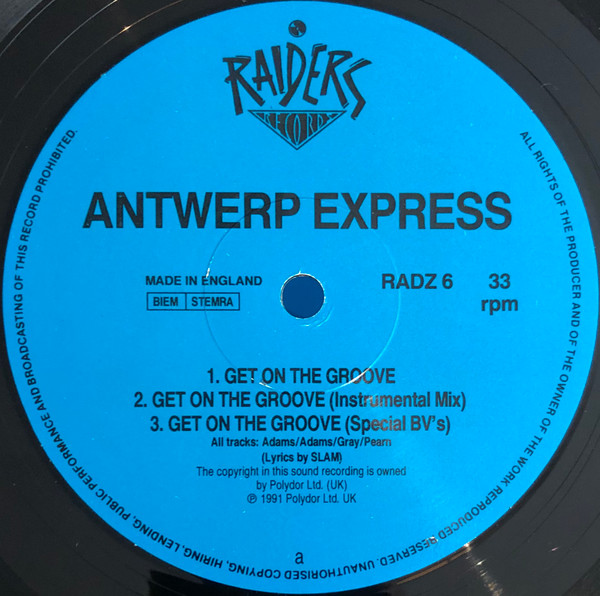 RAIDERS
RECORDS
ANTWERP EXPRESS
MADE IN ENGLAND
BIEM STEMRA
RADZ 6
33
rpm
1. GET ON THE GROOVE
2. GET ON THE GROOVE (Instrumental Mix)
3. GET ON THE GROOVE (Special BV's)
All tracks: Adams/Adams/Gray/Pearn
(Lyrics by SLAM)
The copyright in this sound recording is owned
by Polydor Ltd. (UK)
℗ 1991 Polydor Ltd. UK
a
ALL RIGHTS OF THE PRODUCER AND OF THE OWNER OF THE WORK REPRODUCED RESERVED. UNAUTHORISED COPYING, HIRING, LENDING, PUBLIC PERFORMANCE AND BROADCASTING OF THIS RECORD PROHIBITED.